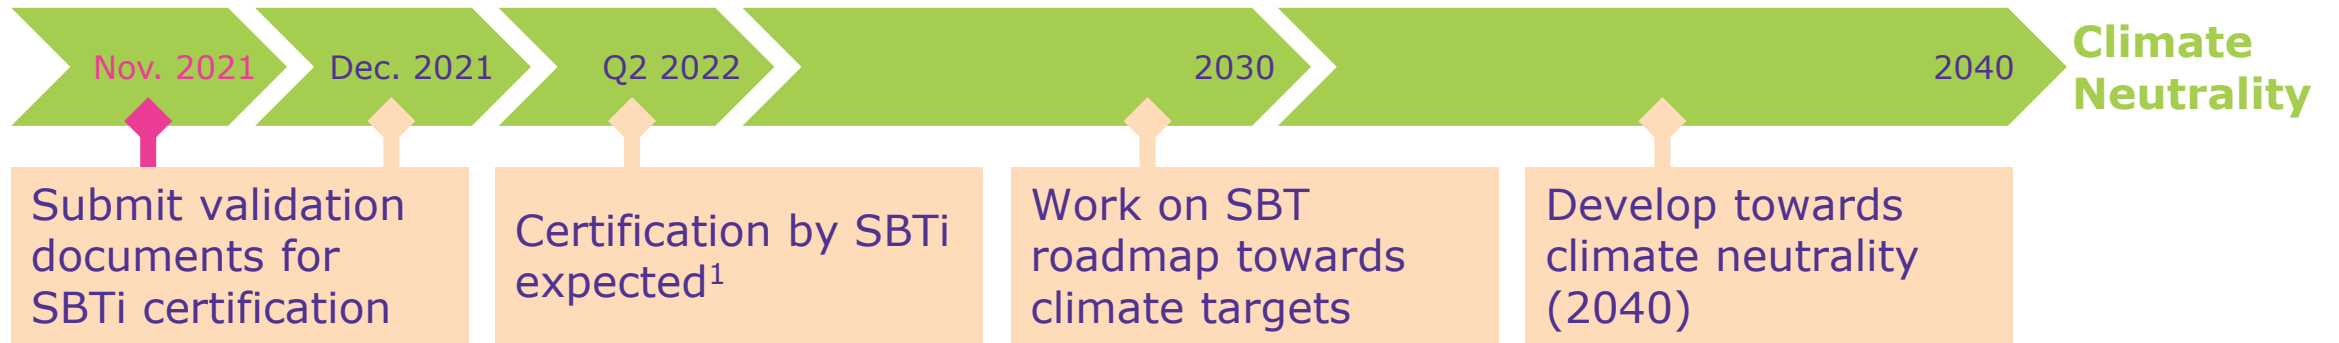 Nov. 2021
Dec. 2021
Q2 2022
2030
2040
Climate
Neutrality
Submit validation
documents for
SBTi certification
Certification by SBTi
expected¹
Work on SBT
roadmap towards
climate targets
Develop towards
climate neutrality
(2040)